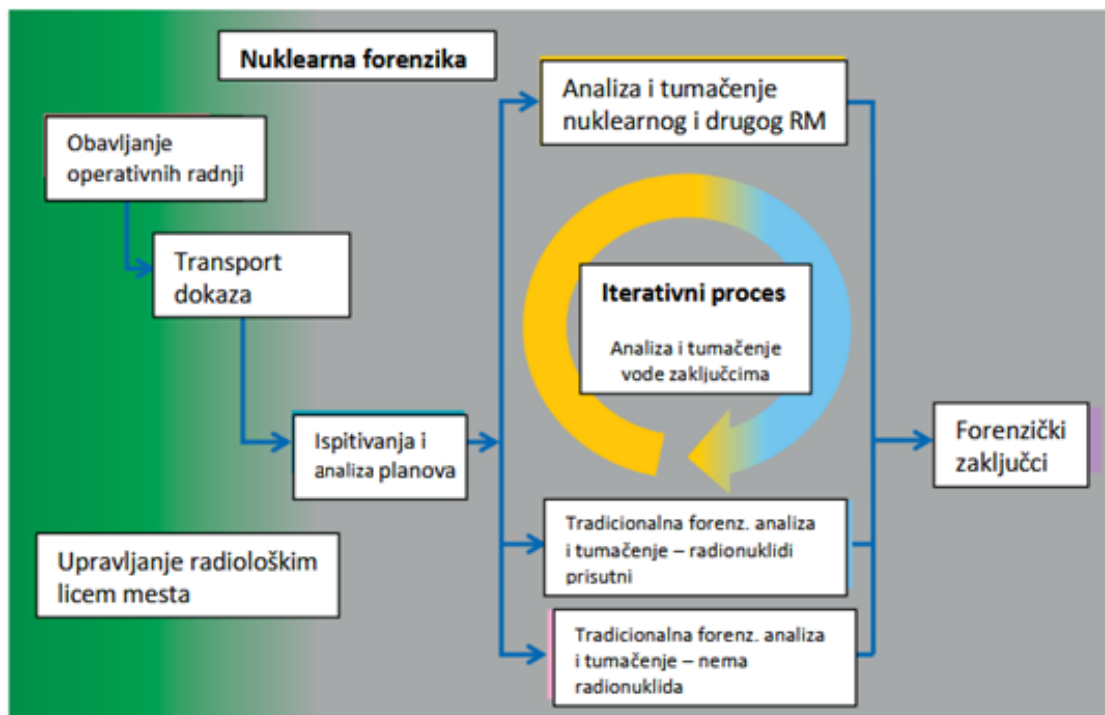 Nuklearna forenzika
Analiza i tumačenje
nuklearnog i drugog RM
Obavljanje
operativnih radnji
Transport
dokaza
Iterativni proces
Analiza i tumačenje
vode zaključcima
Ispitivanja i
analiza planova
Forenzički
zaključci
Tradicionalna forenz. analiza
i tumačenje – radionuklidi
prisutni
Upravljanje radiološkim
licem mesta
Tradicionalna forenz. analiza
i tumačenje – nema
radionuklida